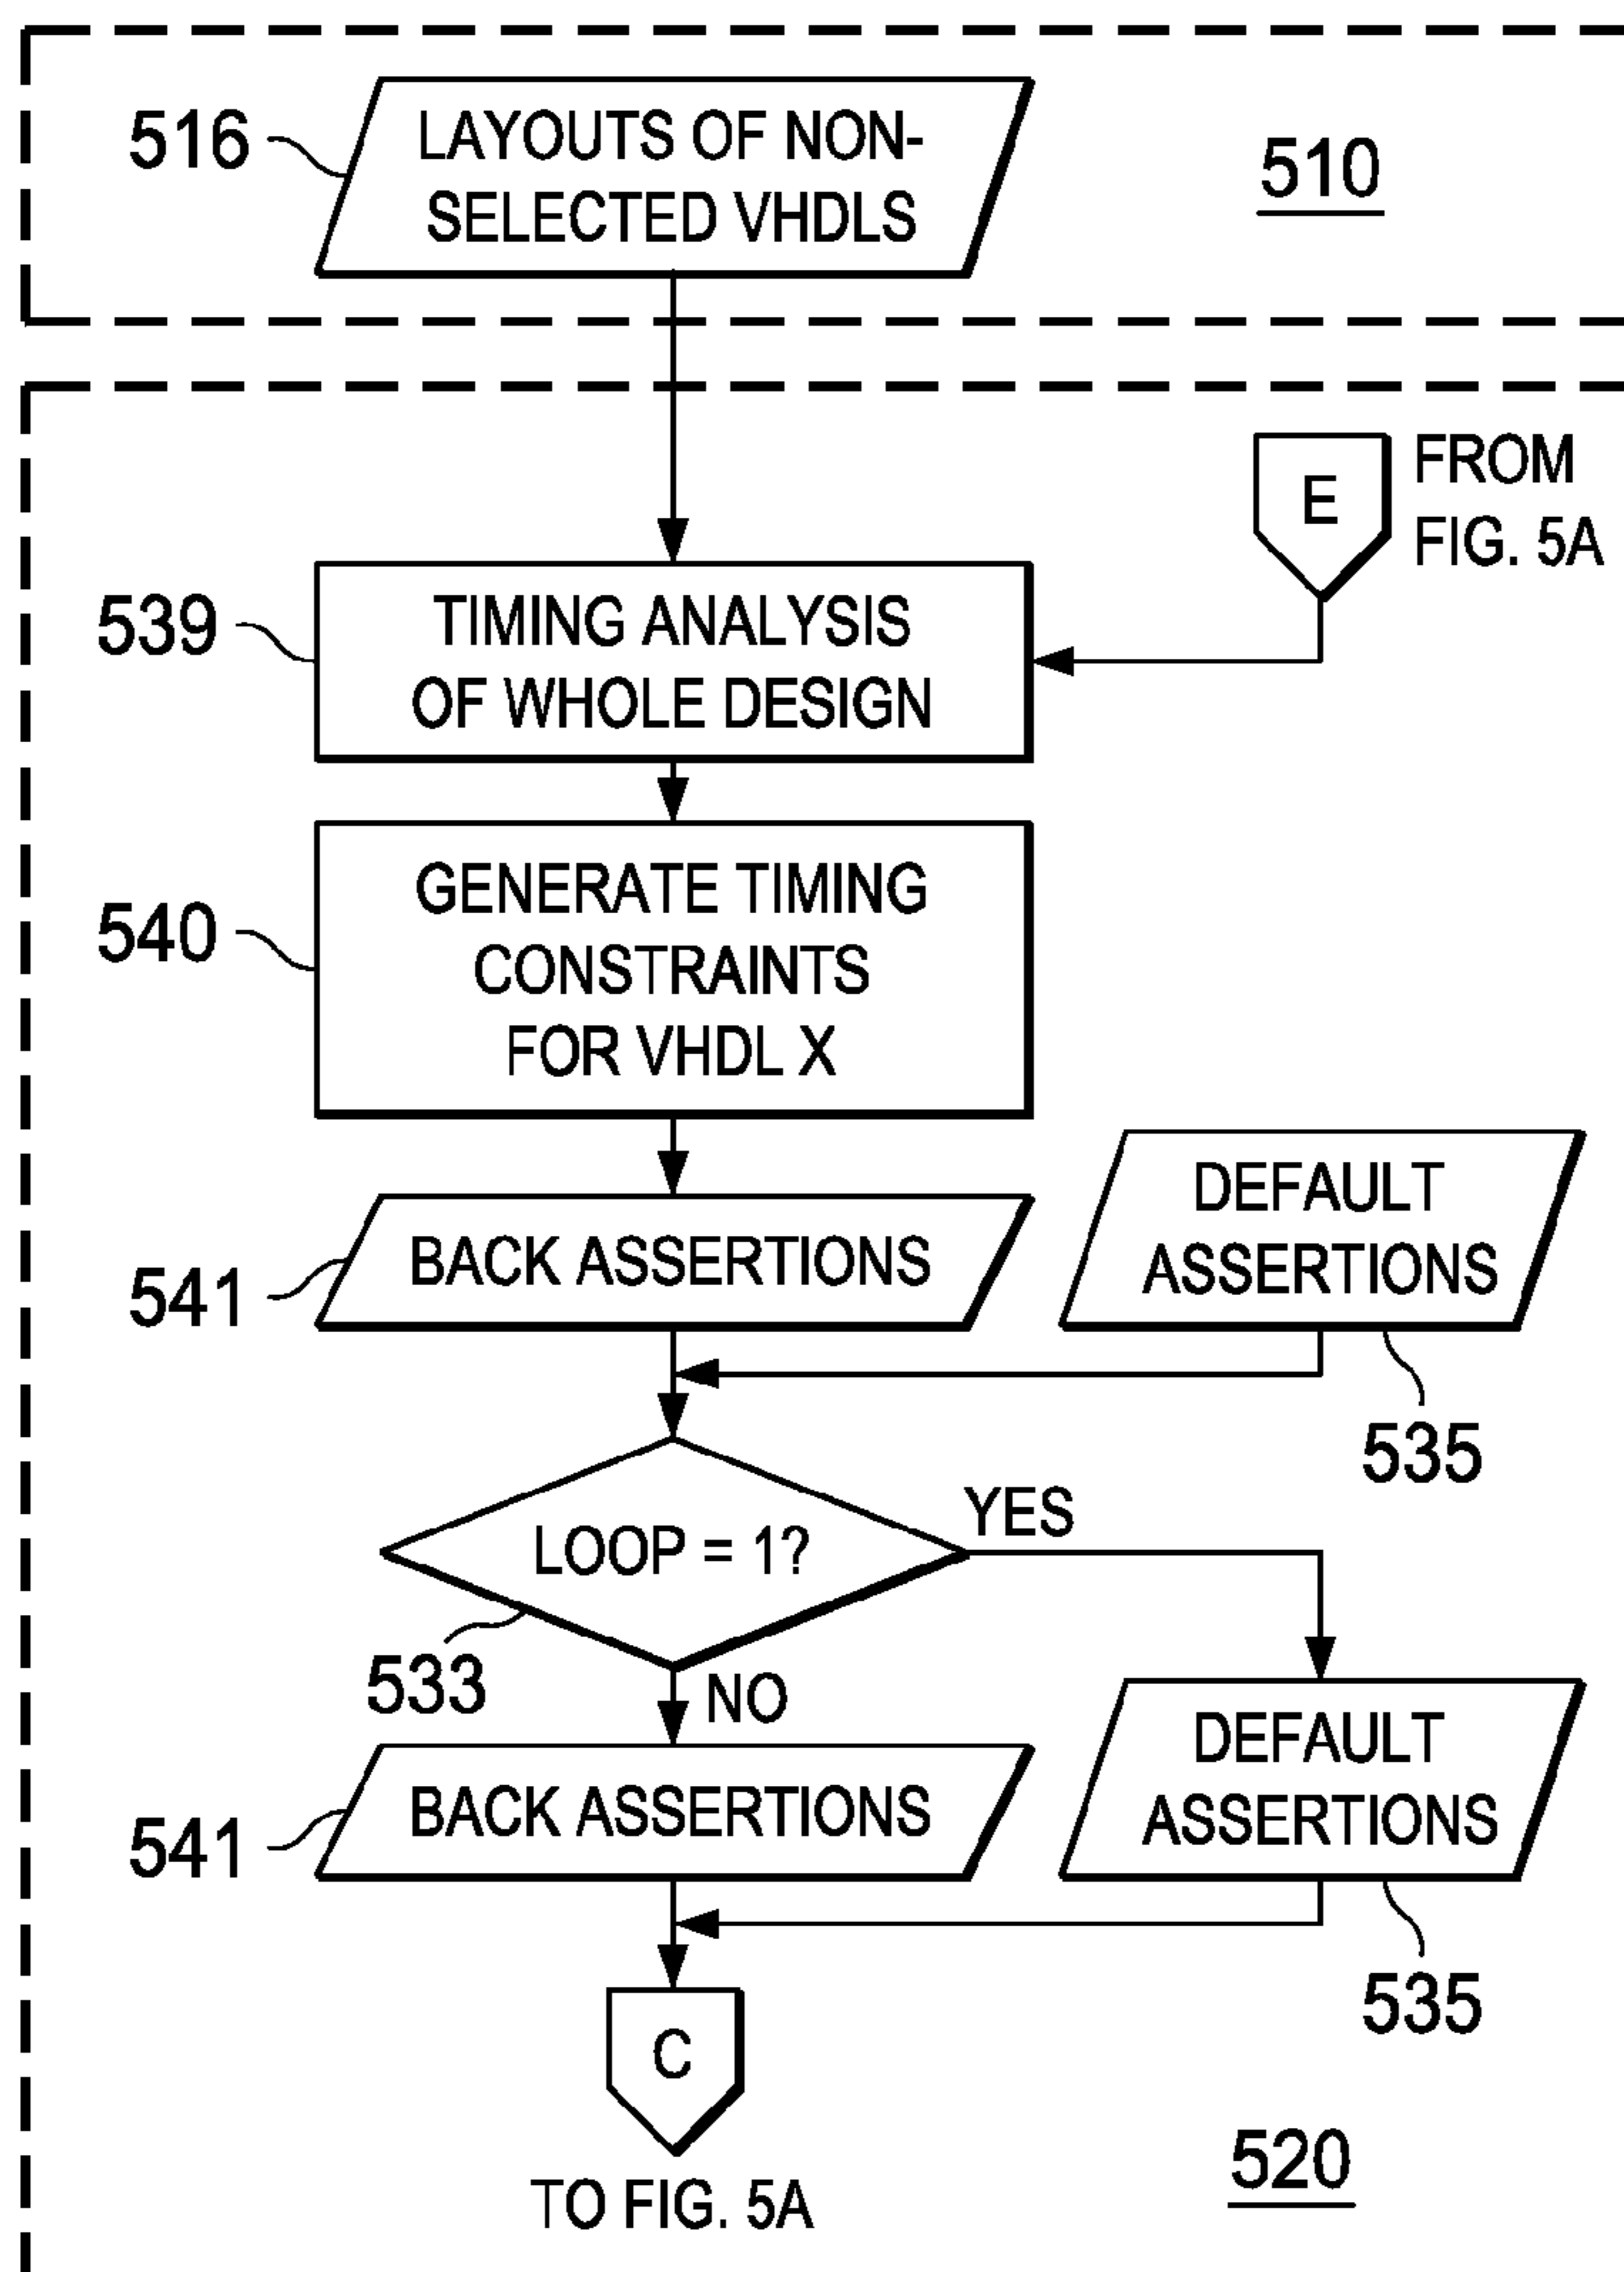 516
LAYOUTS OF NON-
SELECTED VHDLS
510
E
FROM
FIG. 5A
539
TIMING ANALYSIS
OF WHOLE DESIGN
540
GENERATE TIMING
CONSTRAINTS
FOR VHDL X
541
BACK ASSERTIONS
DEFAULT
ASSERTIONS
535
LOOP = 1?
YES
533
NO
541
BACK ASSERTIONS
DEFAULT
ASSERTIONS
535
C
TO FIG. 5A
520